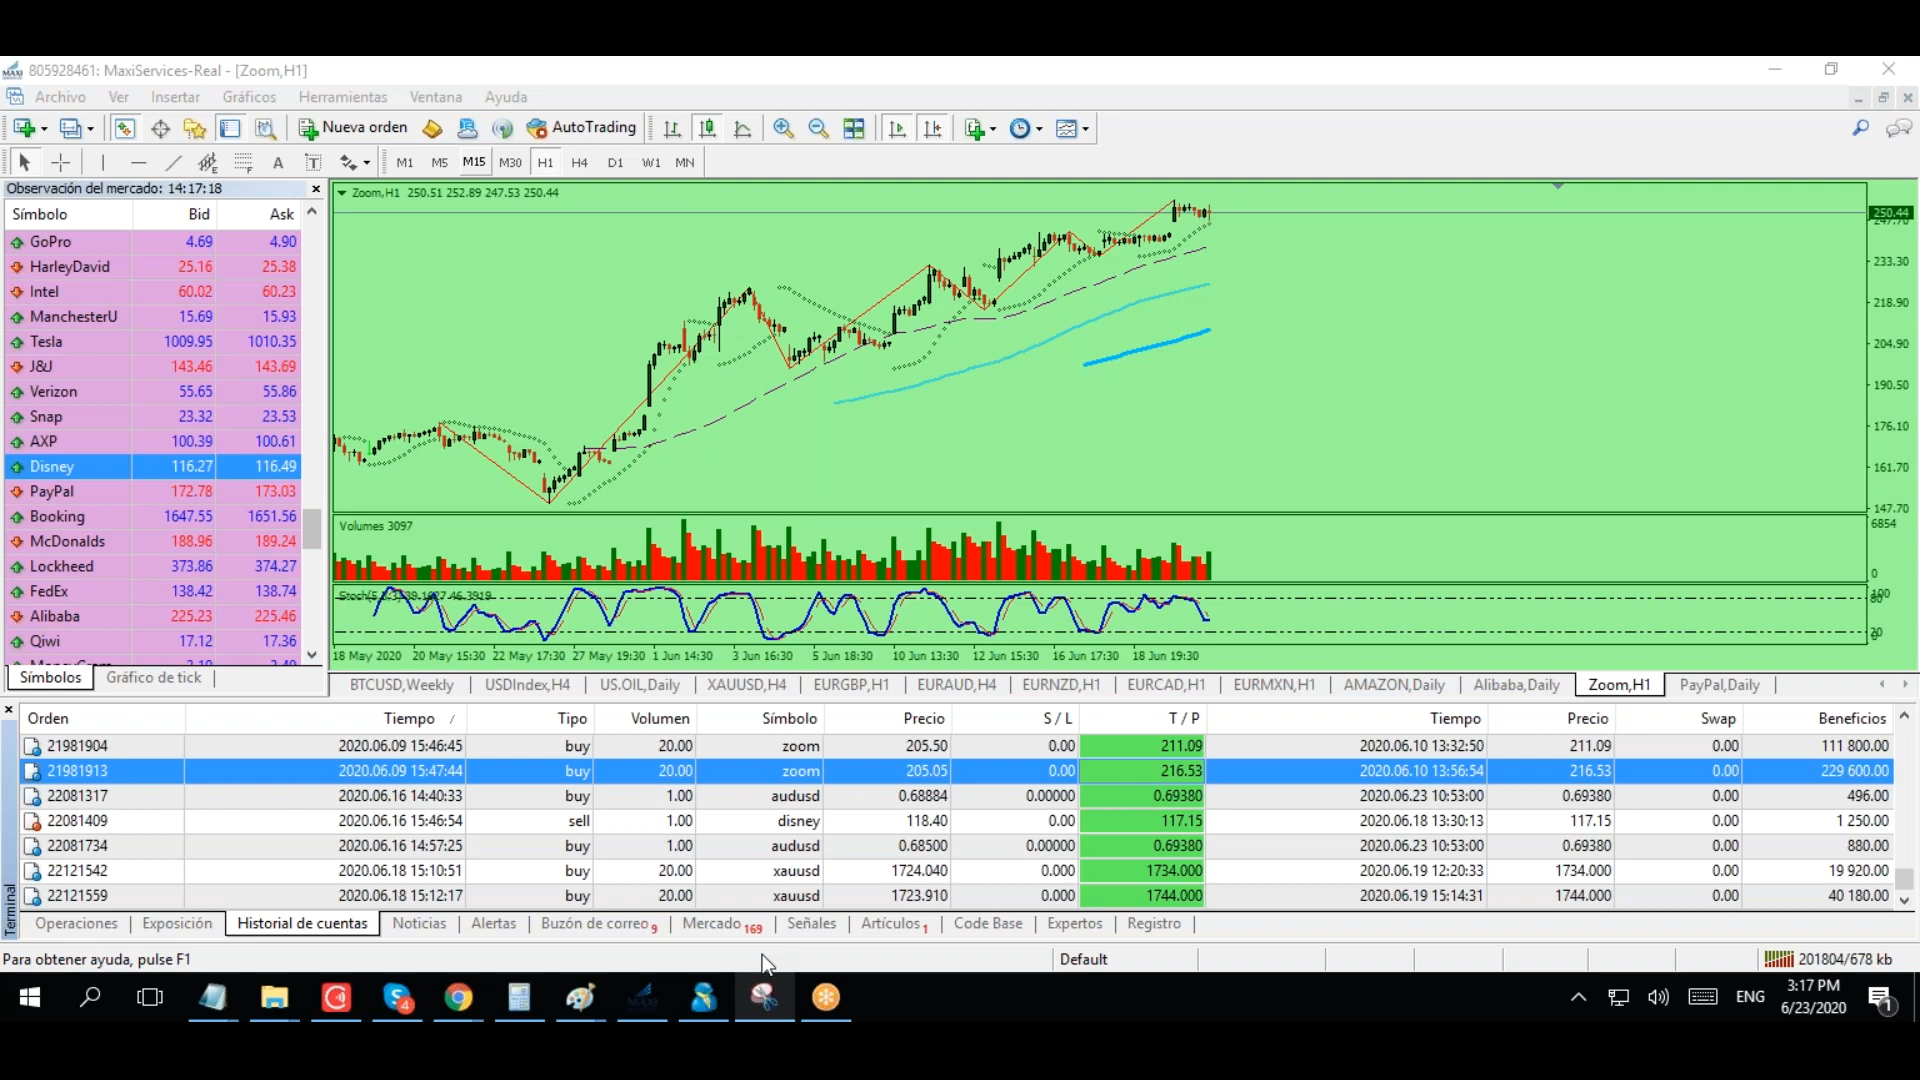 805928461: MaxiServices-Real - [Zoom,H1]
Archivo Ver Insertar Gráficos Herramientas Ventana Ayuda
Nueva orden AutoTrading
A T M1 M5 M15 M30 H1 H4 D1 W1 MN
Observación del mercado: 14:17:18
Símbolo Bid Ask
GoPro 4.69 4.90
HarleyDavid 25.16 25.38
Intel 60.02 60.23
ManchesterU 15.69 15.93
Tesla 1009.95 1010.35
J&J 143.46 143.69
Verizon 55.65 55.86
Snap 23.32 23.53
AXP 100.39 100.61
Disney 116.27 116.49
PayPal 172.78 173.03
Booking 1647.55 1651.56
McDonalds 188.96 189.24
Lockheed 373.86 374.27
FedEx 138.42 138.74
Alibaba 225.23 225.46
Qiwi 17.12 17.36
Símbolos Gráfico de tick
Zoom,H1 250.51 252.89 247.53 250.44
250.44
233.30
218.90
204.90
190.50
176.10
161.70
147.70
Volumes 3097
6854
0
100
18 May 2020 20 May 15:30 22 May 17:30 27 May 19:30 1 Jun 14:30 3 Jun 16:30 5 Jun 18:30 10 Jun 13:30 12 Jun 15:30 16 Jun 17:30 18 Jun 19:30
BTCUSD,Weekly USDIndex,H4 US.OIL,Daily XAUUSD,H4 EURGBP,H1 EURAUD,H4 EURNZD,H1 EURCAD,H1 EURMXN,H1 AMAZON,Daily Alibaba,Daily Zoom,H1 PayPal,Daily
Orden Tiempo / Tipo Volumen Símbolo Precio S / L T / P Tiempo Precio Swap Beneficios
21981904 2020.06.09 15:46:45 buy 20.00 zoom 205.50 0.00 211.09 2020.06.10 13:32:50 211.09 0.00 111 800.00
21981913 2020.06.09 15:47:44 buy 20.00 zoom 205.05 0.00 216.53 2020.06.10 13:56:54 216.53 0.00 229 600.00
22081317 2020.06.16 14:40:33 buy 1.00 audusd 0.68884 0.00000 0.69380 2020.06.23 10:53:00 0.69380 0.00 496.00
22081409 2020.06.16 15:46:54 sell 1.00 disney 118.40 0.00 117.15 2020.06.18 13:30:13 117.15 0.00 1 250.00
22081734 2020.06.16 14:57:25 buy 1.00 audusd 0.68500 0.00000 0.69380 2020.06.23 10:53:00 0.69380 0.00 880.00
22121542 2020.06.18 15:10:51 buy 20.00 xauusd 1724.040 0.000 1734.000 2020.06.19 12:20:33 1734.000 0.00 19 920.00
22121559 2020.06.18 15:12:17 buy 20.00 xauusd 1723.910 0.000 1744.000 2020.06.19 15:14:31 1744.000 0.00 40 180.00
Terminal
Operaciones Exposición Historial de cuentas Noticias Alertas Buzón de correo 9 Mercado 169 Señales Artículos 1 Code Base Expertos Registro
Para obtener ayuda, pulse F1 Default 201804/678 kb
4 MAXI ENG 3:17 PM
6/23/2020 1